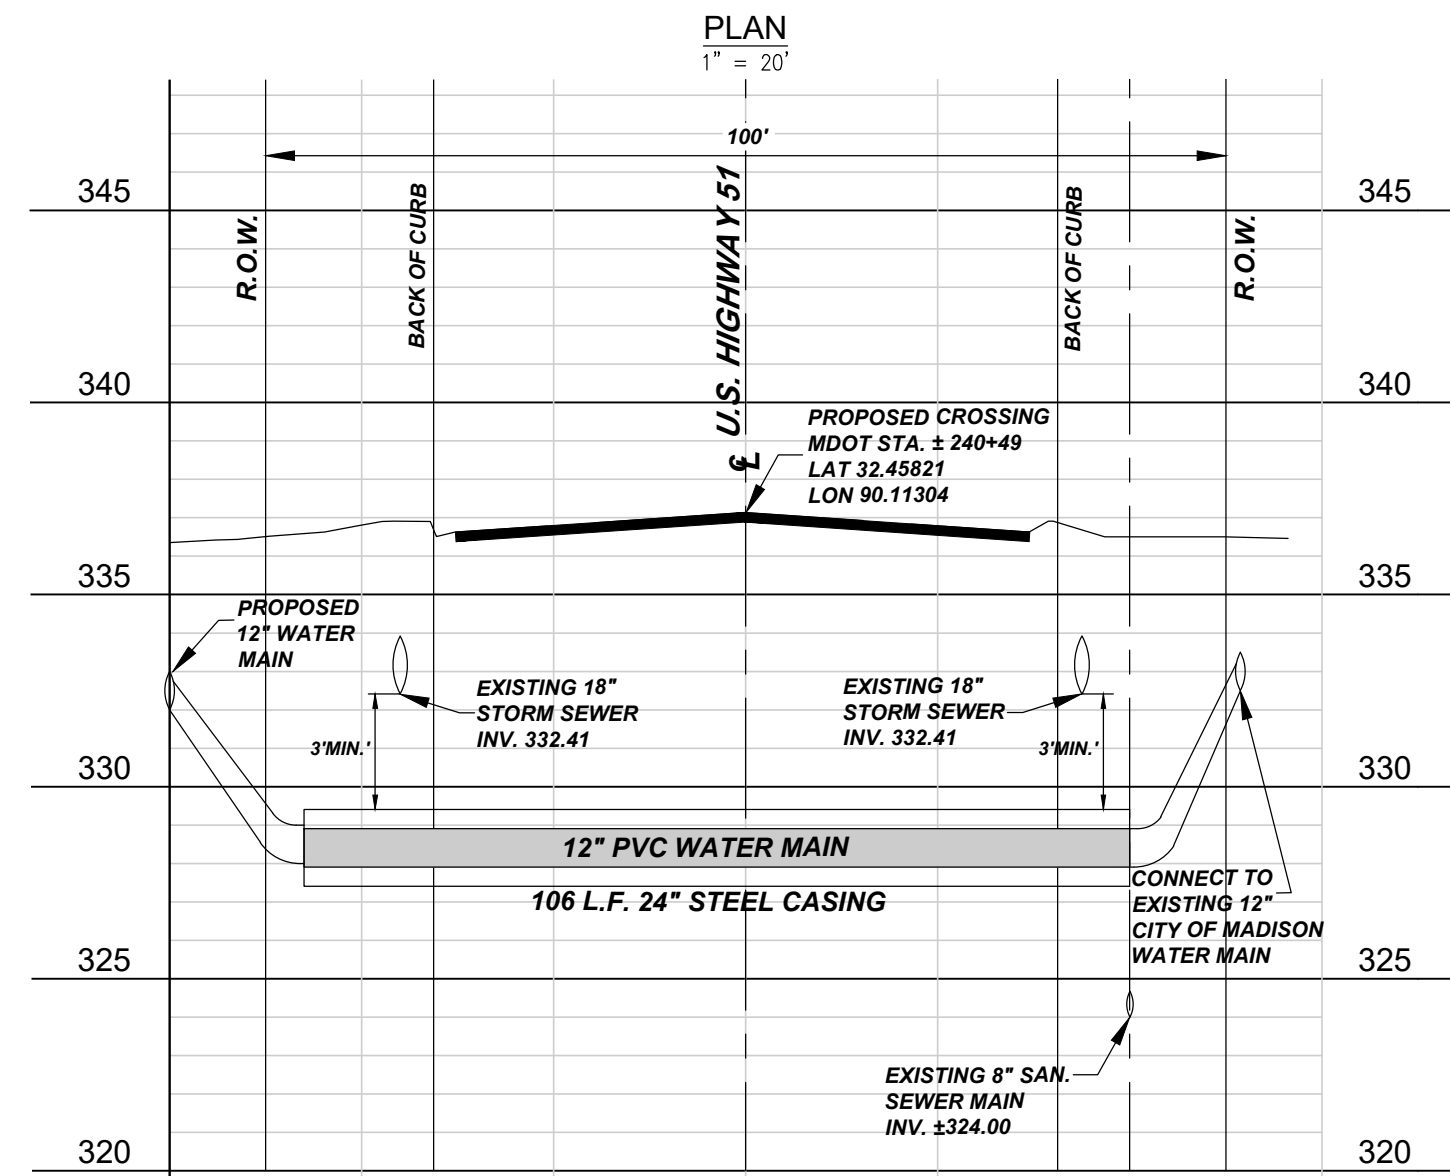 PLAN
1" = 20'
100'
345
345
R.O.W.
BACK OF CURB
U.S. HIGHWAY 51
BACK OF CURB
R.O.W.
340
340
℄
PROPOSED CROSSING
MDOT STA. ± 240+49
LAT 32.45821
LON 90.11304
335
335
PROPOSED
12" WATER
MAIN
EXISTING 18"
STORM SEWER
INV. 332.41
EXISTING 18"
STORM SEWER
INV. 332.41
3'MIN.'
3'MIN.'
330
330
12" PVC WATER MAIN
106 L.F. 24" STEEL CASING
CONNECT TO
EXISTING 12"
CITY OF MADISON
WATER MAIN
325
325
EXISTING 8" SAN.
SEWER MAIN
INV. ±324.00
320
320